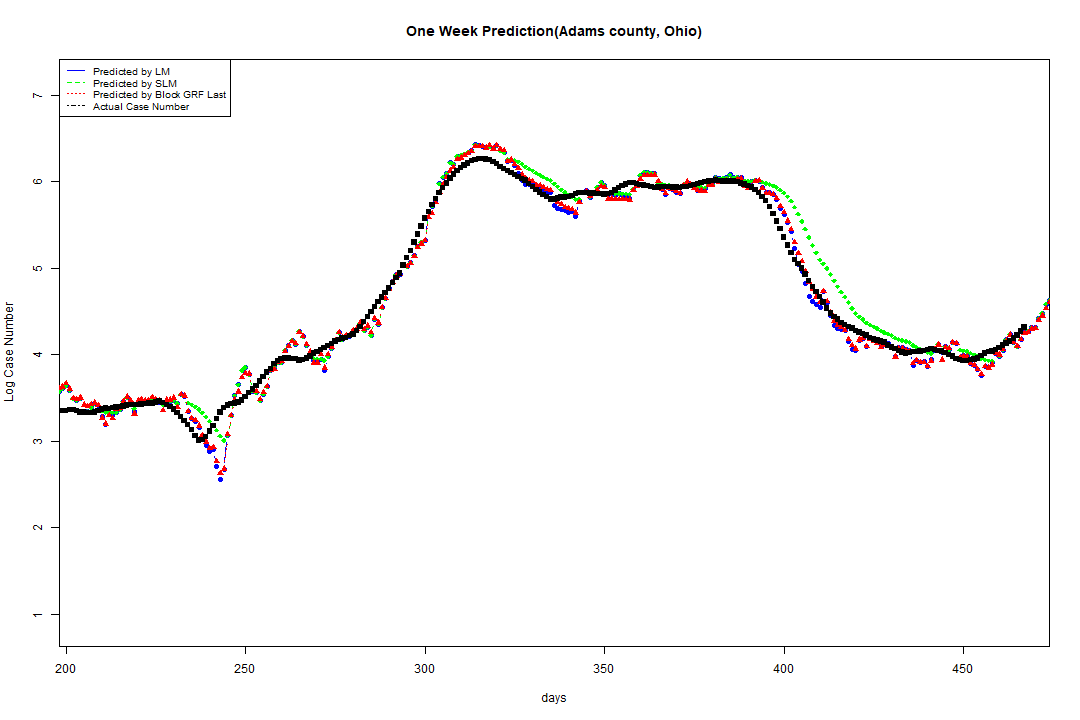 One Week Prediction(Adams county, Ohio)
Predicted by LM
Predicted by SLM
Predicted by Block GRF Last
Actual Case Number
7
6
5
4
3
2
1
Log Case Number
200 250 300 350 400 450
days